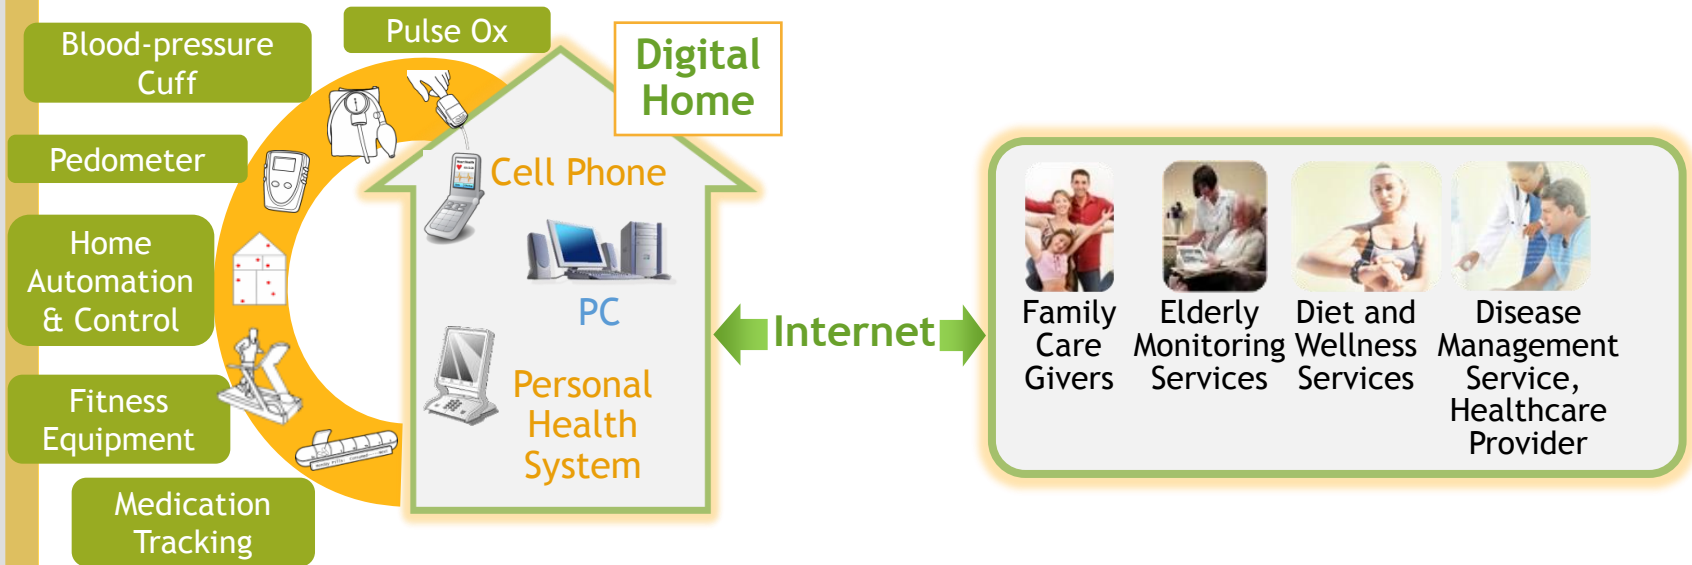 Pulse Ox
Blood-pressure
Cuff
Digital
Home
Pedometer
Cell Phone
Home
Automation
& Control
PC
Internet
Fitness
Equipment
Personal
Health
System
Medication
Tracking
Family
Care
Givers
Elderly
Monitoring
Services
Diet and
Wellness
Services
Disease
Management
Service,
Healthcare
Provider